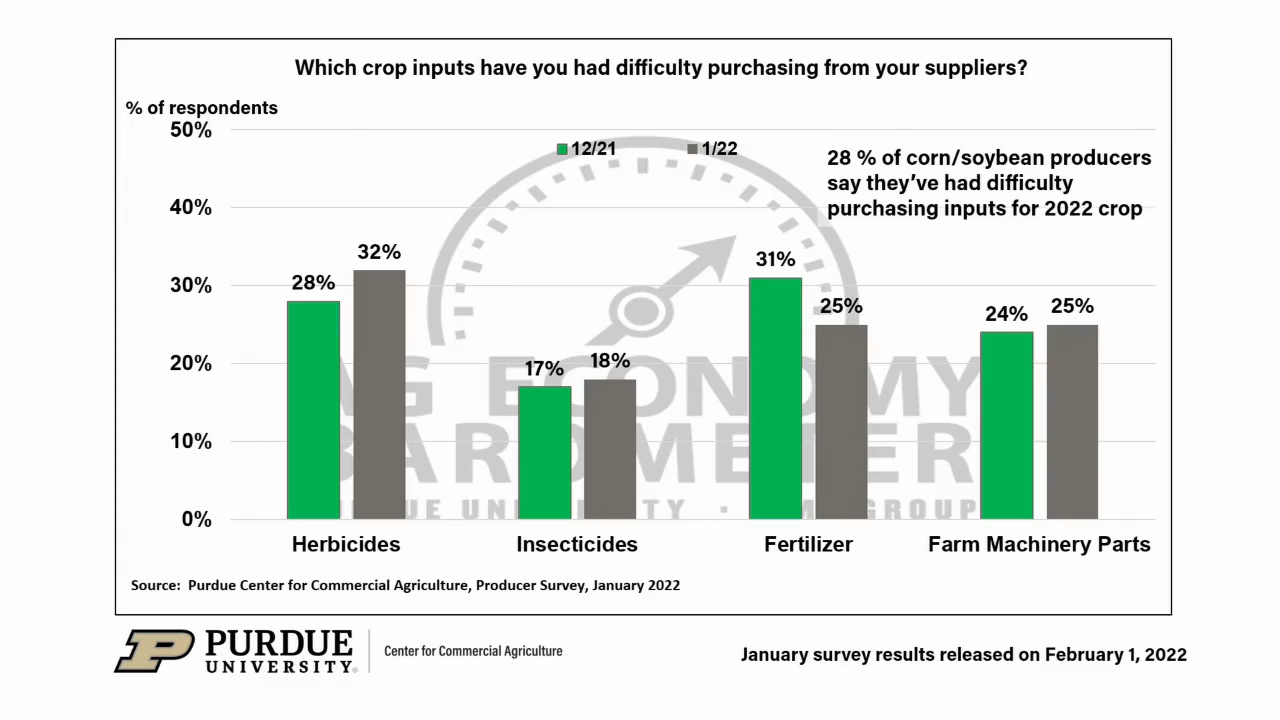 Which crop inputs have you had difficulty purchasing from your suppliers?
% of respondents
50%
12/21
1/22
28 % of corn/soybean producers
say they’ve had difficulty
purchasing inputs for 2022 crop
40%
30%
20%
10%
0%
28%
32%
17%
18%
31%
25%
24%
25%
AG ECONOMY
BAROMETER
Herbicides
Insecticides
Fertilizer
Farm Machinery Parts
Source: Purdue Center for Commercial Agriculture, Producer Survey, January 2022
P PURDUE
UNIVERSITY®
Center for Commercial Agriculture
January survey results released on February 1, 2022